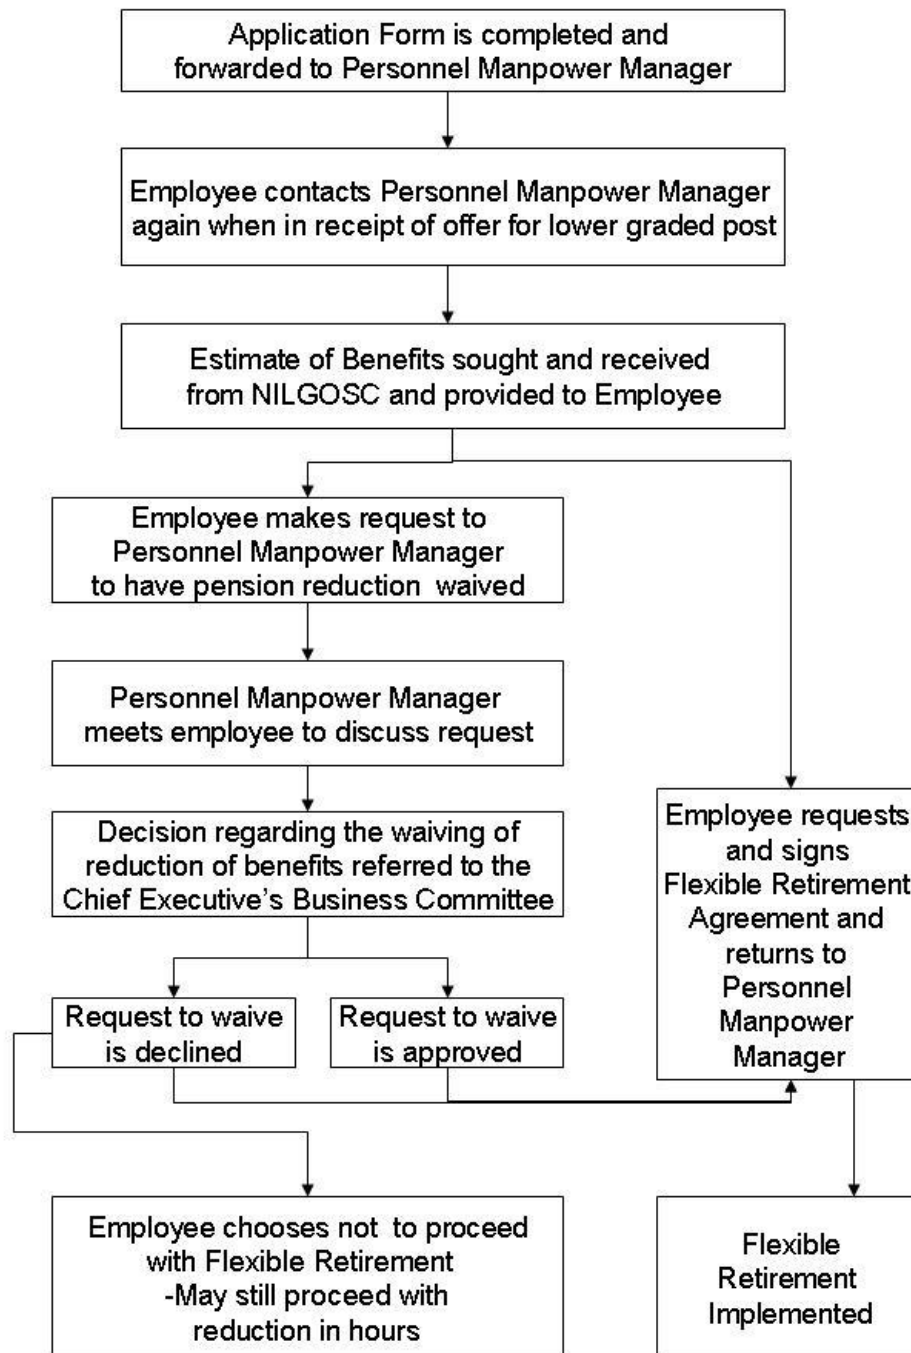 Application Form is completed and
forwarded to Personnel Manpower Manager
Employee contacts Personnel Manpower Manager
again when in receipt of offer for lower graded post
Estimate of Benefits sought and received
from NILGOSC and provided to Employee
Employee makes request to
Personnel Manpower Manager
to have pension reduction waived
Personnel Manpower Manager
meets employee to discuss request
Decision regarding the waiving of
reduction of benefits referred to the
Chief Executive's Business Committee
Request to waive
is declined
Request to waive
is approved
Employee requests
and signs
Flexible Retirement
Agreement and
returns to
Personnel
Manpower
Manager
Employee chooses not to proceed
with Flexible Retirement
-May still proceed with
reduction in hours
Flexible
Retirement
Implemented